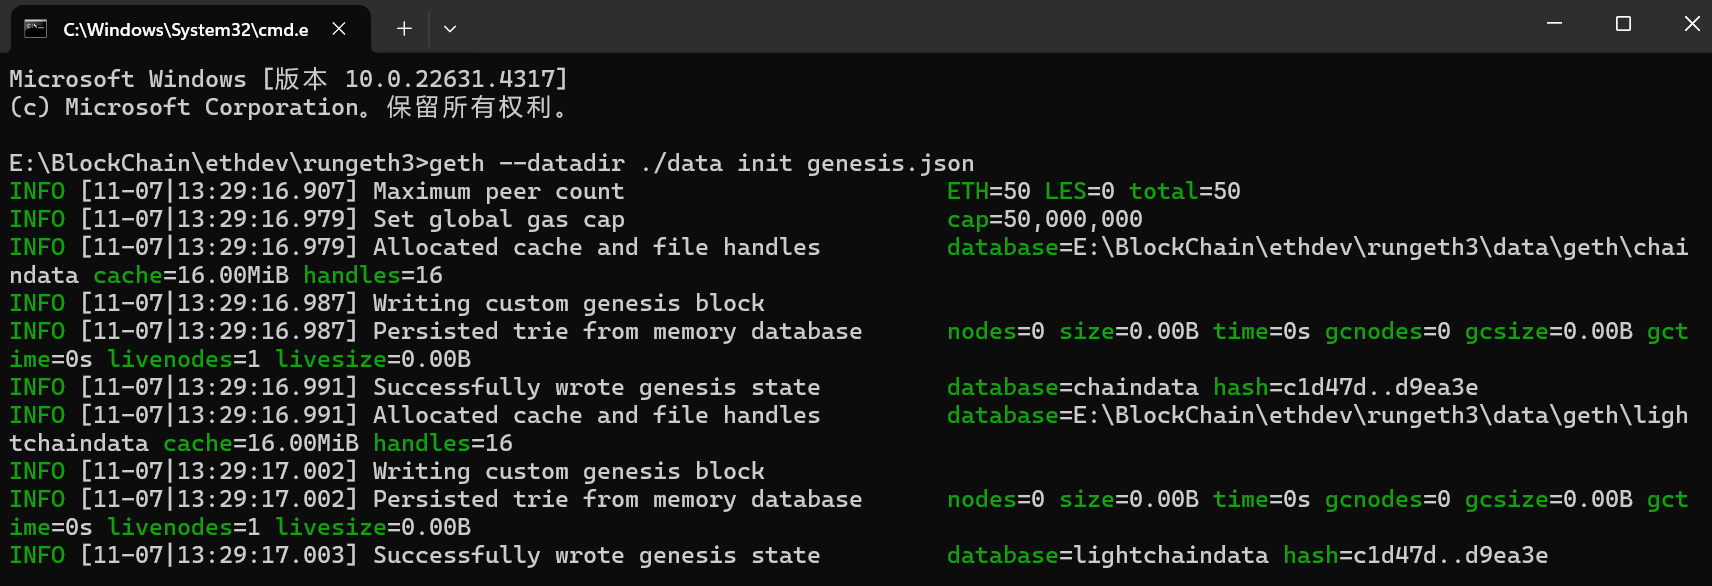 C:\Windows\System32\cmd.e
Microsoft Windows [版本 10.0.22631.4317]
(c) Microsoft Corporation。保留所有权利。
E:\BlockChain\ethdev\rungeth3>geth --datadir ./data init genesis.json
INFO [11-07|13:29:16.907] Maximum peer count                       ETH=50 LES=0 total=50
INFO [11-07|13:29:16.979] Set global gas cap                       cap=50,000,000
INFO [11-07|13:29:16.979] Allocated cache and file handles         database=E:\BlockChain\ethdev\rungeth3\data\geth\chai
ndata cache=16.00MiB handles=16
INFO [11-07|13:29:16.987] Writing custom genesis block
INFO [11-07|13:29:16.987] Persisted trie from memory database      nodes=0 size=0.00B time=0s gcnodes=0 gcsize=0.00B gct
ime=0s livenodes=1 livesize=0.00B
INFO [11-07|13:29:16.991] Successfully wrote genesis state         database=chaindata hash=c1d47d..d9ea3e
INFO [11-07|13:29:16.991] Allocated cache and file handles         database=E:\BlockChain\ethdev\rungeth3\data\geth\ligh
tchaindata cache=16.00MiB handles=16
INFO [11-07|13:29:17.002] Writing custom genesis block
INFO [11-07|13:29:17.002] Persisted trie from memory database      nodes=0 size=0.00B time=0s gcnodes=0 gcsize=0.00B gct
ime=0s livenodes=1 livesize=0.00B
INFO [11-07|13:29:17.003] Successfully wrote genesis state         database=lightchaindata hash=c1d47d..d9ea3e